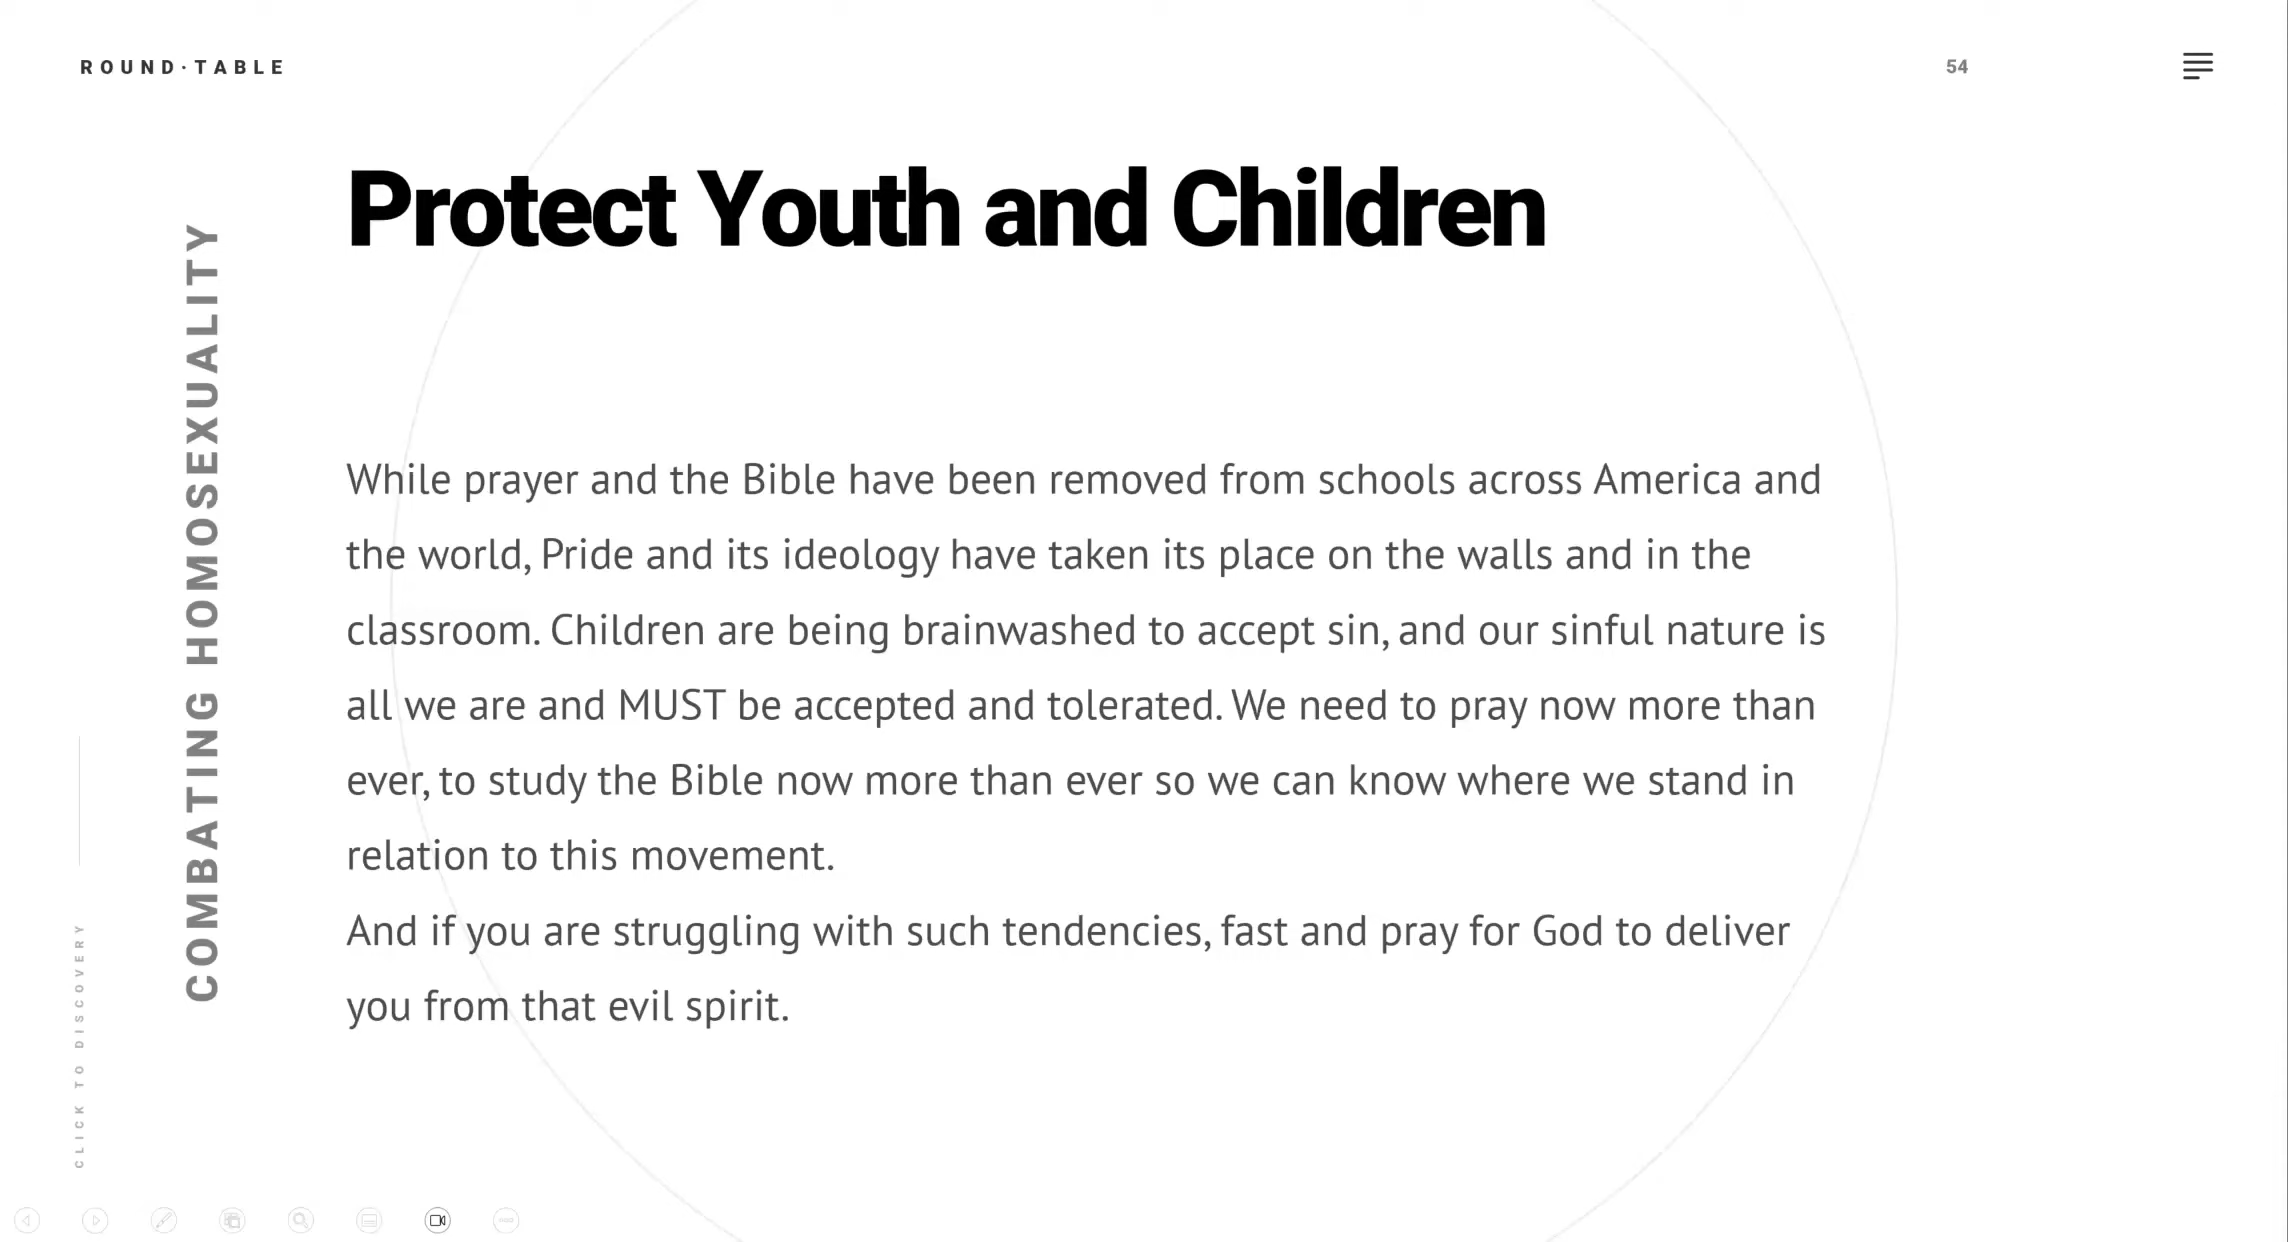 ROUND·TABLE
54
Protect Youth and Children
COMBATING HOMOSEXUALITY
While prayer and the Bible have been removed from schools across America and
the world, Pride and its ideology have taken its place on the walls and in the
classroom. Children are being brainwashed to accept sin, and our sinful nature is
all we are and MUST be accepted and tolerated. We need to pray now more than
ever, to study the Bible now more than ever so we can know where we stand in
relation to this movement.
And if you are struggling with such tendencies, fast and pray for God to deliver
you from that evil spirit.
CLICK TO DISCOVERY